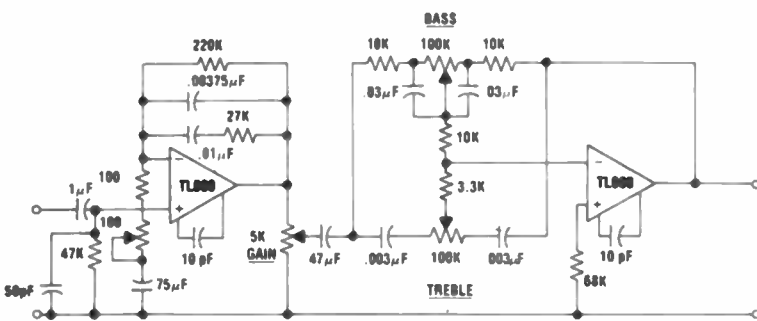 BASS
10K 100K 10K
220K
.00375µF
.03µF 03µF
27K
.01µF
10K
100
TL080
TL080
1µF
3.3K
100
5K
GAIN
10 pF
47K
47µF
.003µF
100K
003µF
10 pF
50pF
75µF
TREBLE
68K